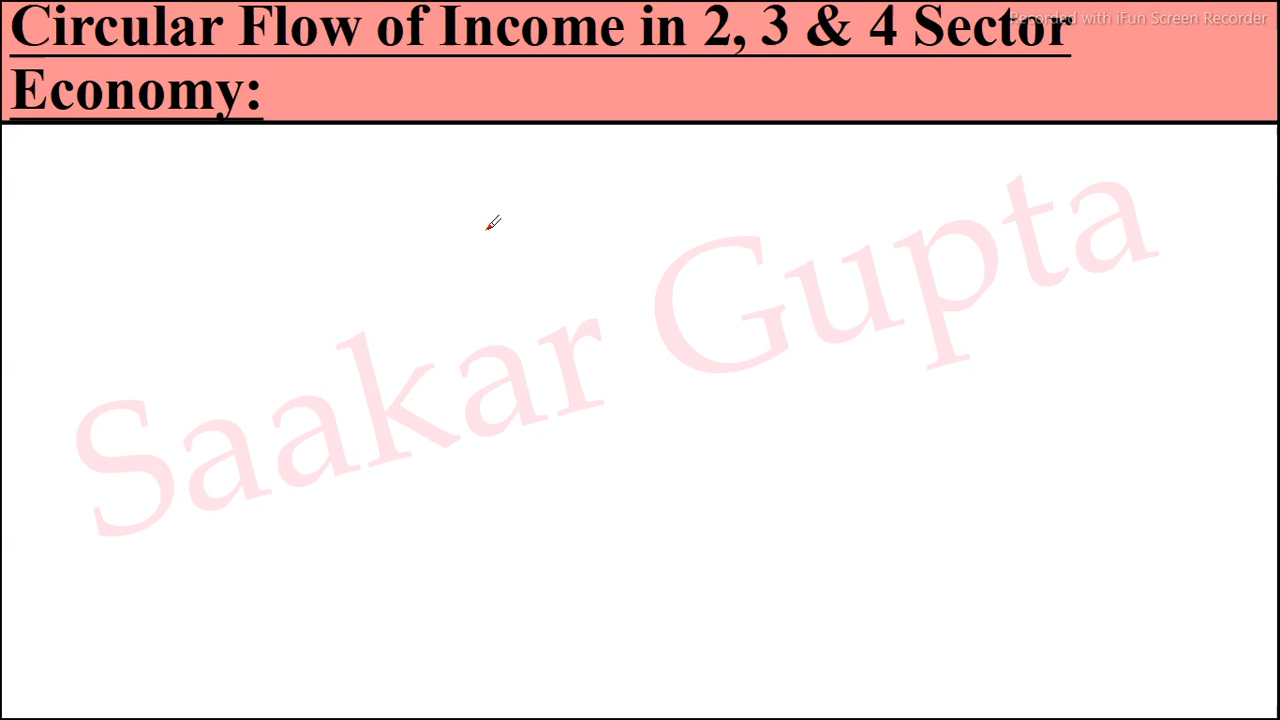 Circular Flow of Income in 2, 3 & 4 Sector
Economy:
Recorded with iFun Screen Recorder
Saakar Gupta